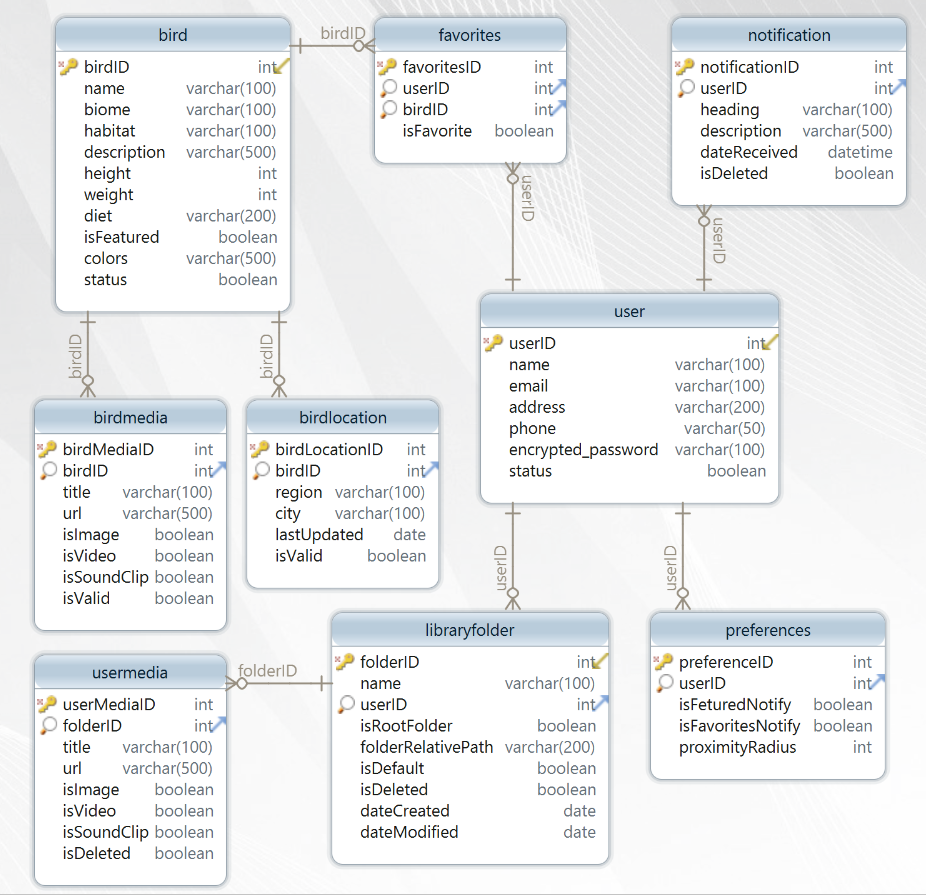 bird
birdID int
name varchar(100)
biome varchar(100)
habitat varchar(100)
description varchar(500)
height int
weight int
diet varchar(200)
isFeatured boolean
colors varchar(500)
status boolean
birdID
favorites
favoritesID int
userID int
birdID int
isFavorite boolean
notification
notificationID int
userID int
heading varchar(100)
description varchar(500)
dateReceived datetime
isDeleted boolean
userID
userID
user
userID int
name varchar(100)
email varchar(100)
address varchar(200)
phone varchar(50)
encrypted_password varchar(100)
status boolean
birdID
birdID
birdmedia
birdMediaID int
birdID int
title varchar(100)
url varchar(500)
isImage boolean
isVideo boolean
isSoundClip boolean
isValid boolean
birdlocation
birdLocationID int
birdID int
region varchar(100)
city varchar(100)
lastUpdated date
isValid boolean
userID
userID
usermedia
userMediaID int
folderID int
title varchar(100)
url varchar(500)
isImage boolean
isVideo boolean
isSoundClip boolean
isDeleted boolean
folderID
libraryfolder
folderID int
name varchar(100)
userID int
isRootFolder boolean
folderRelativePath varchar(200)
isDefault boolean
isDeleted boolean
dateCreated date
dateModified date
preferences
preferenceID int
userID int
isFeturedNotify boolean
isFavoritesNotify boolean
proximityRadius int